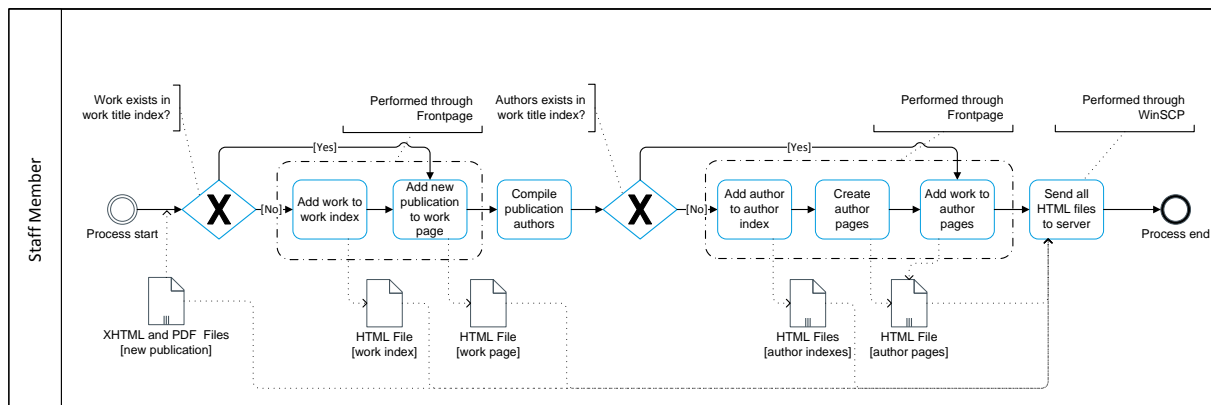 Staff Member
Process start
Work exists in
work title index?
[Yes]
[No]
Performed through
Frontpage
Add work to
work index
Add new
publication
to work
page
Compile
publication
authors
Authors exists in
work title index?
[Yes]
[No]
Performed through
Frontpage
Add author
to author
index
Create
author
pages
Add work to
author
pages
Performed through
WinSCP
Send all
HTML files
to server
Process end
XHTML and PDF  Files
[new publication]
HTML File
[work index]
HTML File
[work page]
HTML Files
[author indexes]
HTML File
[author pages]